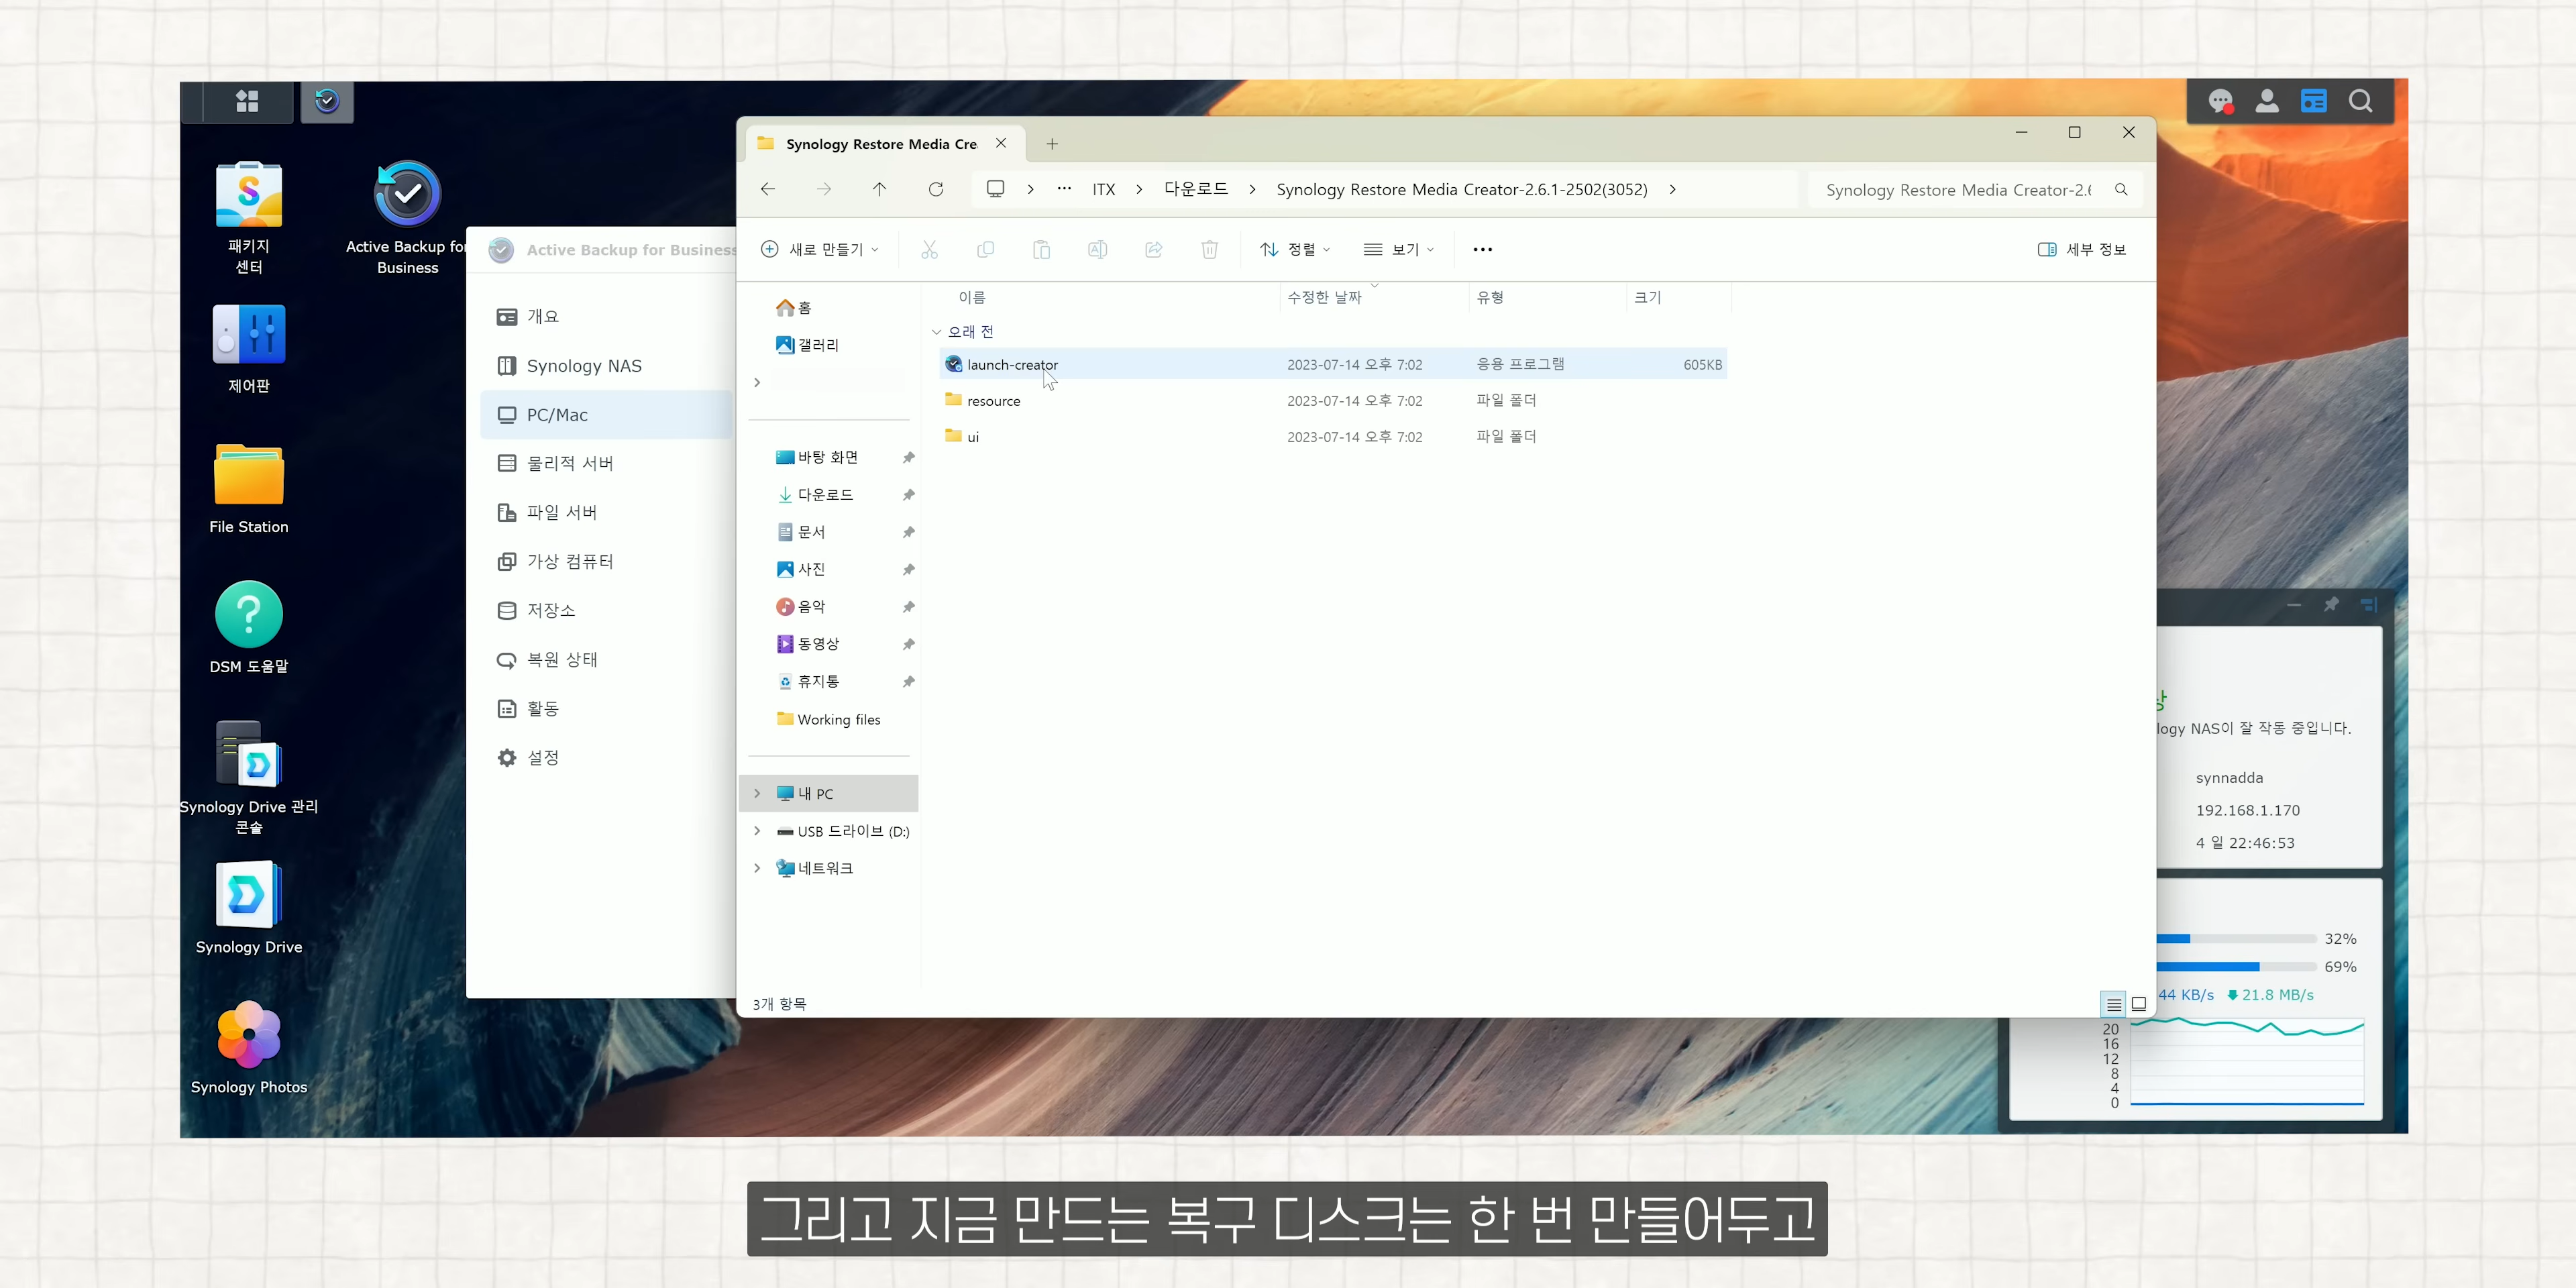 패키지
센터
Active Backup for
Business
제어판
File Station
DSM 도움말
Synology Drive 관리
콘솔
Synology Drive
Synology Photos
Active Backup for Business
개요
Synology NAS
PC/Mac
물리적 서버
파일 서버
가상 컴퓨터
저장소
복원 상태
활동
설정
Synology Restore Media Cre
ITX
다운로드
Synology Restore Media Creator-2.6.1-2502(3052)
Synology Restore Media Creator-2.6
새로 만들기
정렬
보기
세부 정보
홈
갤러리
바탕 화면
다운로드
문서
사진
음악
동영상
휴지통
Working files
내 PC
USB 드라이브 (D:)
네트워크
이름 수정한 날짜 유형 크기
오래 전
launch-creator 2023-07-14 오후 7:02 응용 프로그램 605KB
resource 2023-07-14 오후 7:02 파일 폴더
ui 2023-07-14 오후 7:02 파일 폴더
3개 항목
logy NAS이 잘 작동 중입니다.
synnadda
192.168.1.170
4 일 22:46:53
32%
69%
44 KB/s 21.8 MB/s
20
16
12
8
4
0
그리고 지금 만드는 복구 디스크는 한 번 만들어두고